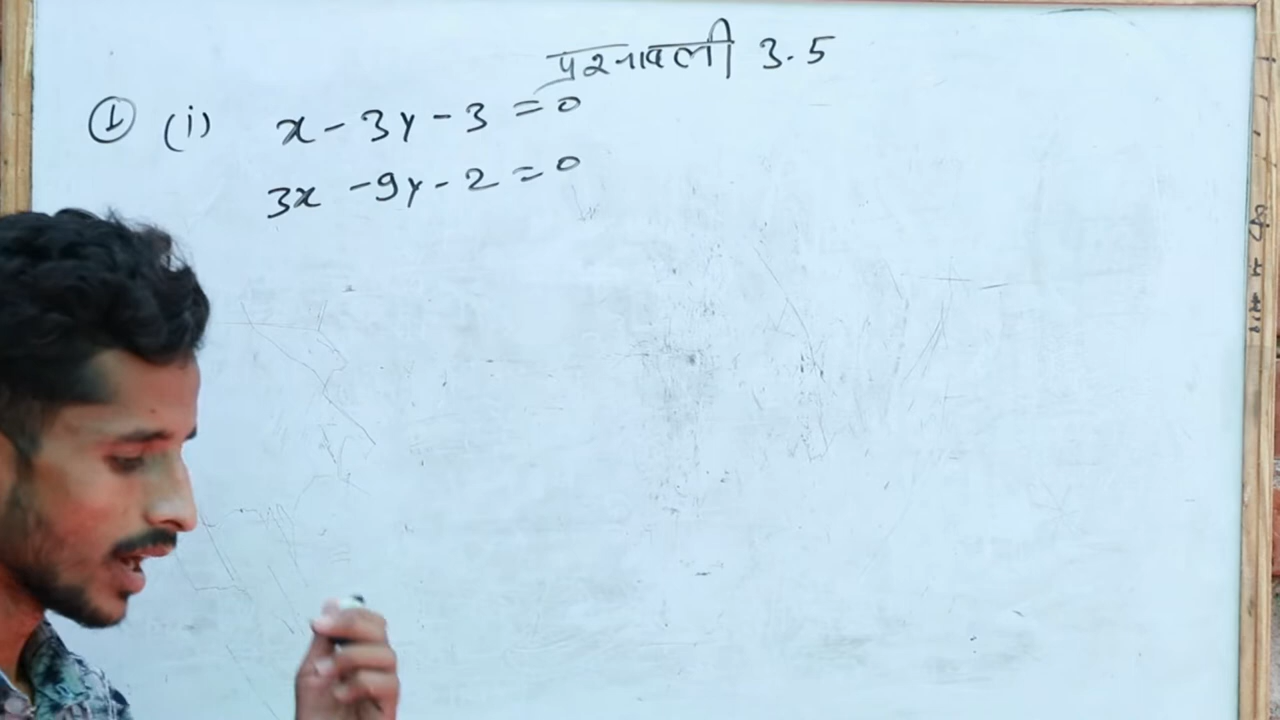 प्रश्नावली 3.5
① (i) x - 3y - 3 = 0
3x - 9y - 2 = 0